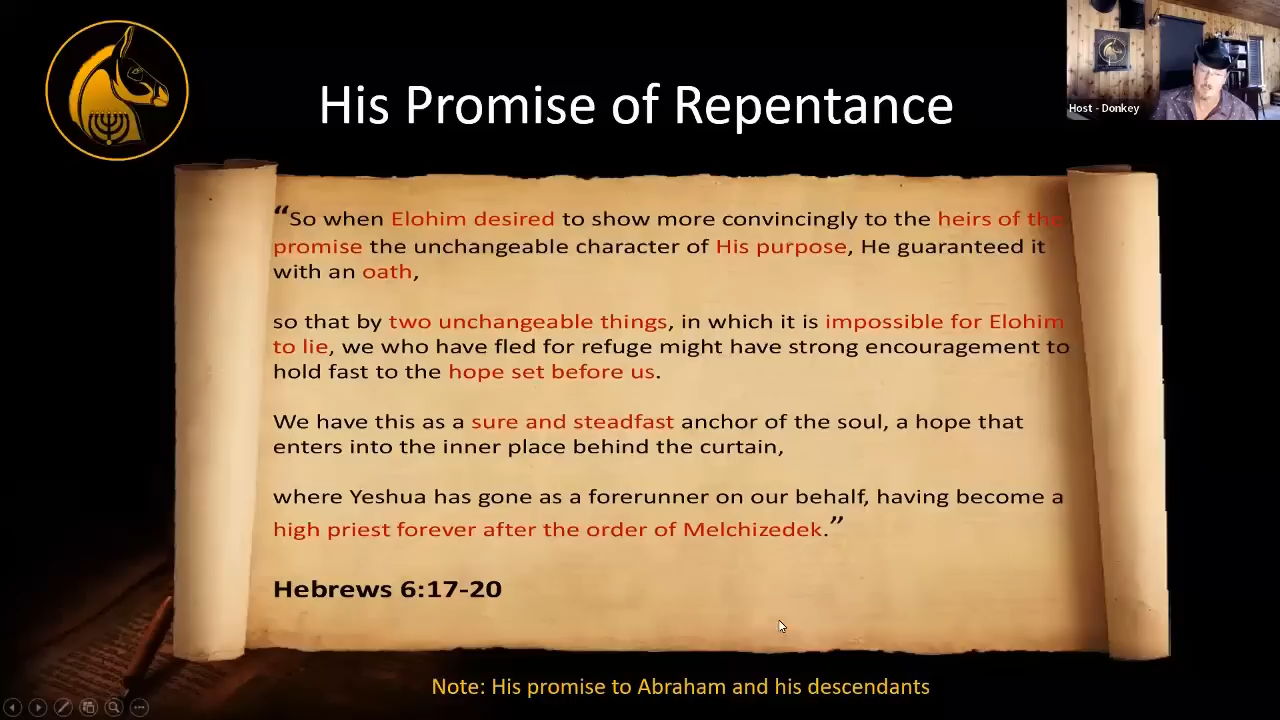 His Promise of Repentance
Host - Donkey
“So when Elohim desired to show more convincingly to the heirs of the
promise the unchangeable character of His purpose, He guaranteed it
with an oath,
so that by two unchangeable things, in which it is impossible for Elohim
to lie, we who have fled for refuge might have strong encouragement to
hold fast to the hope set before us.
We have this as a sure and steadfast anchor of the soul, a hope that
enters into the inner place behind the curtain,
where Yeshua has gone as a forerunner on our behalf, having become a
high priest forever after the order of Melchizedek.”
Hebrews 6:17-20
Note: His promise to Abraham and his descendants